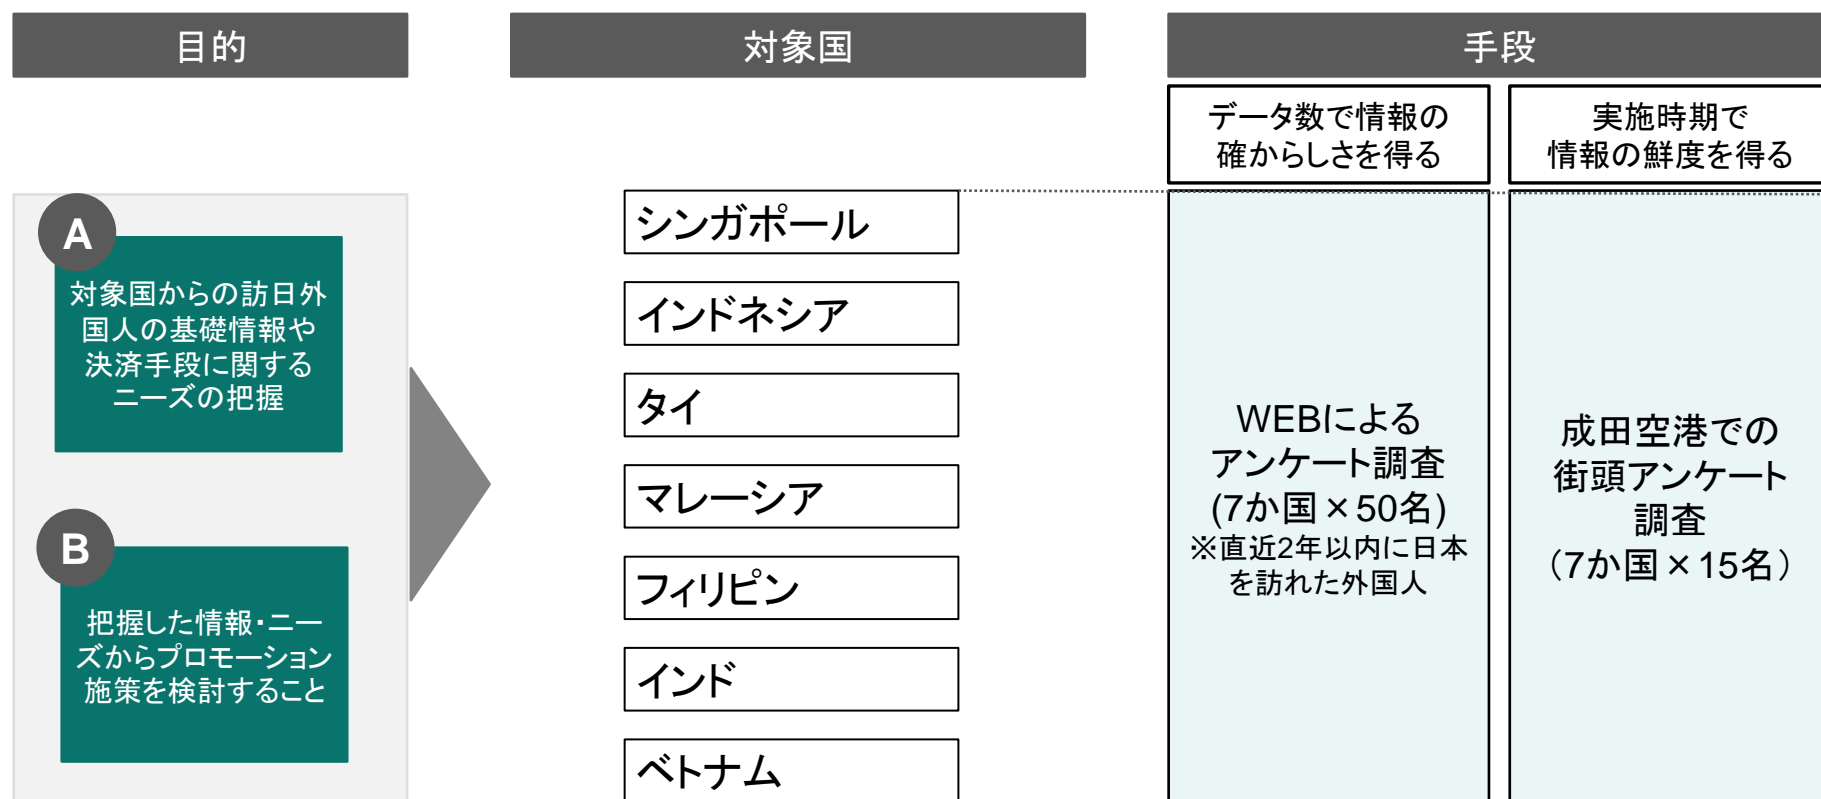 目的
対象国
手段
データ数で情報の
確からしさを得る
実施時期で
情報の鮮度を得る
A
対象国からの訪日外
国人の基礎情報や
決済手段に関する
ニーズの把握
B
把握した情報・ニー
ズからプロモーション
施策を検討すること
シンガポール
インドネシア
タイ
マレーシア
フィリピン
インド
ベトナム
WEBによる
アンケート調査
(7か国×50名)
※直近2年以内に日本
を訪れた外国人
成田空港での
街頭アンケート
調査
（7か国×15名）